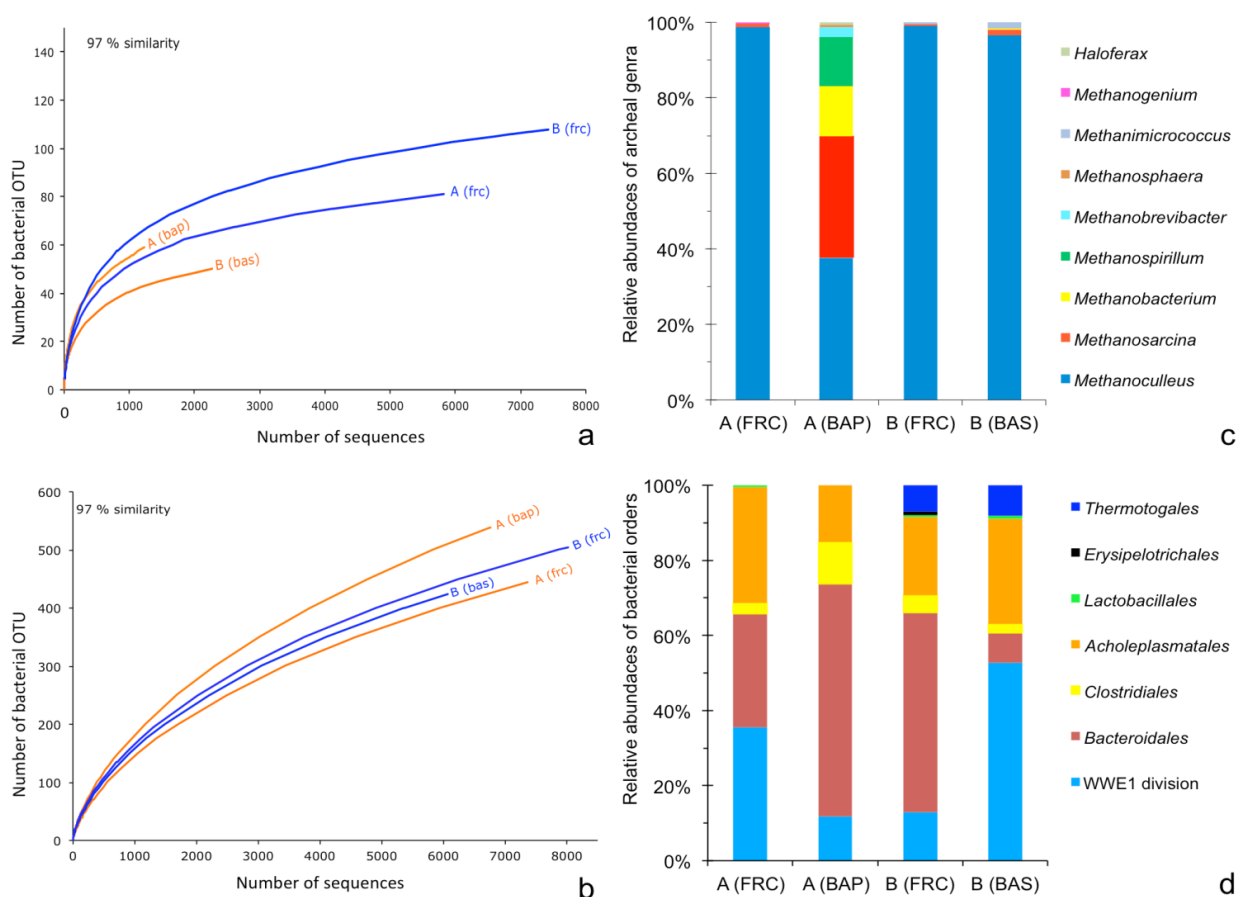 97 % similarity
140
120
100
80
60
40
20
0
Number of bacterial OTU
B (frc)
A (frc)
A (bap)
B (bas)
0
1000
2000
3000
4000
5000
6000
7000
8000
Number of sequences
a
100%
80%
60%
40%
20%
0%
Relative abundaces of archeal genra
A (FRC)
A (BAP)
B (FRC)
B (BAS)
Haloferax
Methanogenium
Methanimicrococcus
Methanosphaera
Methanobrevibacter
Methanospirillum
Methanobacterium
Methanosarcina
Methanoculleus
c
97 % similarity
600
500
400
300
200
100
0
Number of bacterial OTU
A (bap)
B (frc)
B (bas)
A (frc)
0
1000
2000
3000
4000
5000
6000
7000
8000
Number of sequences
b
100%
80%
60%
40%
20%
0%
Relative abundaces of bacterial orders
A (FRC)
A (BAP)
B (FRC)
B (BAS)
Thermotogales
Erysipelotrichales
Lactobacillales
Acholeplasmatales
Clostridiales
Bacteroidales
WWE1 division
d